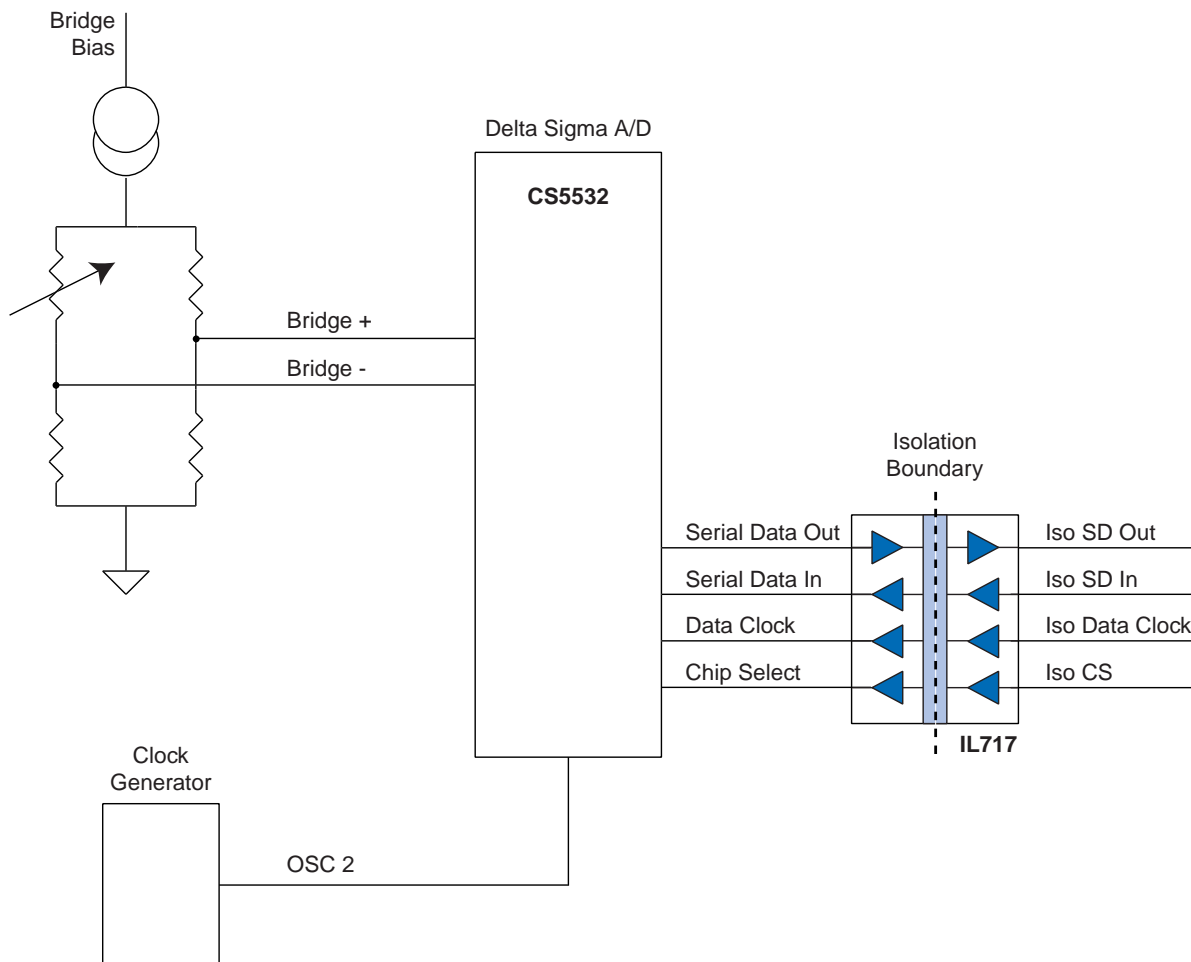 Bridge
Bias
Delta Sigma A/D
CS5532
Bridge +
Bridge -
Isolation
Boundary
Serial Data Out
Iso SD Out
Serial Data In
Iso SD In
Data Clock
Iso Data Clock
Chip Select
Iso CS
IL717
Clock
Generator
OSC 2